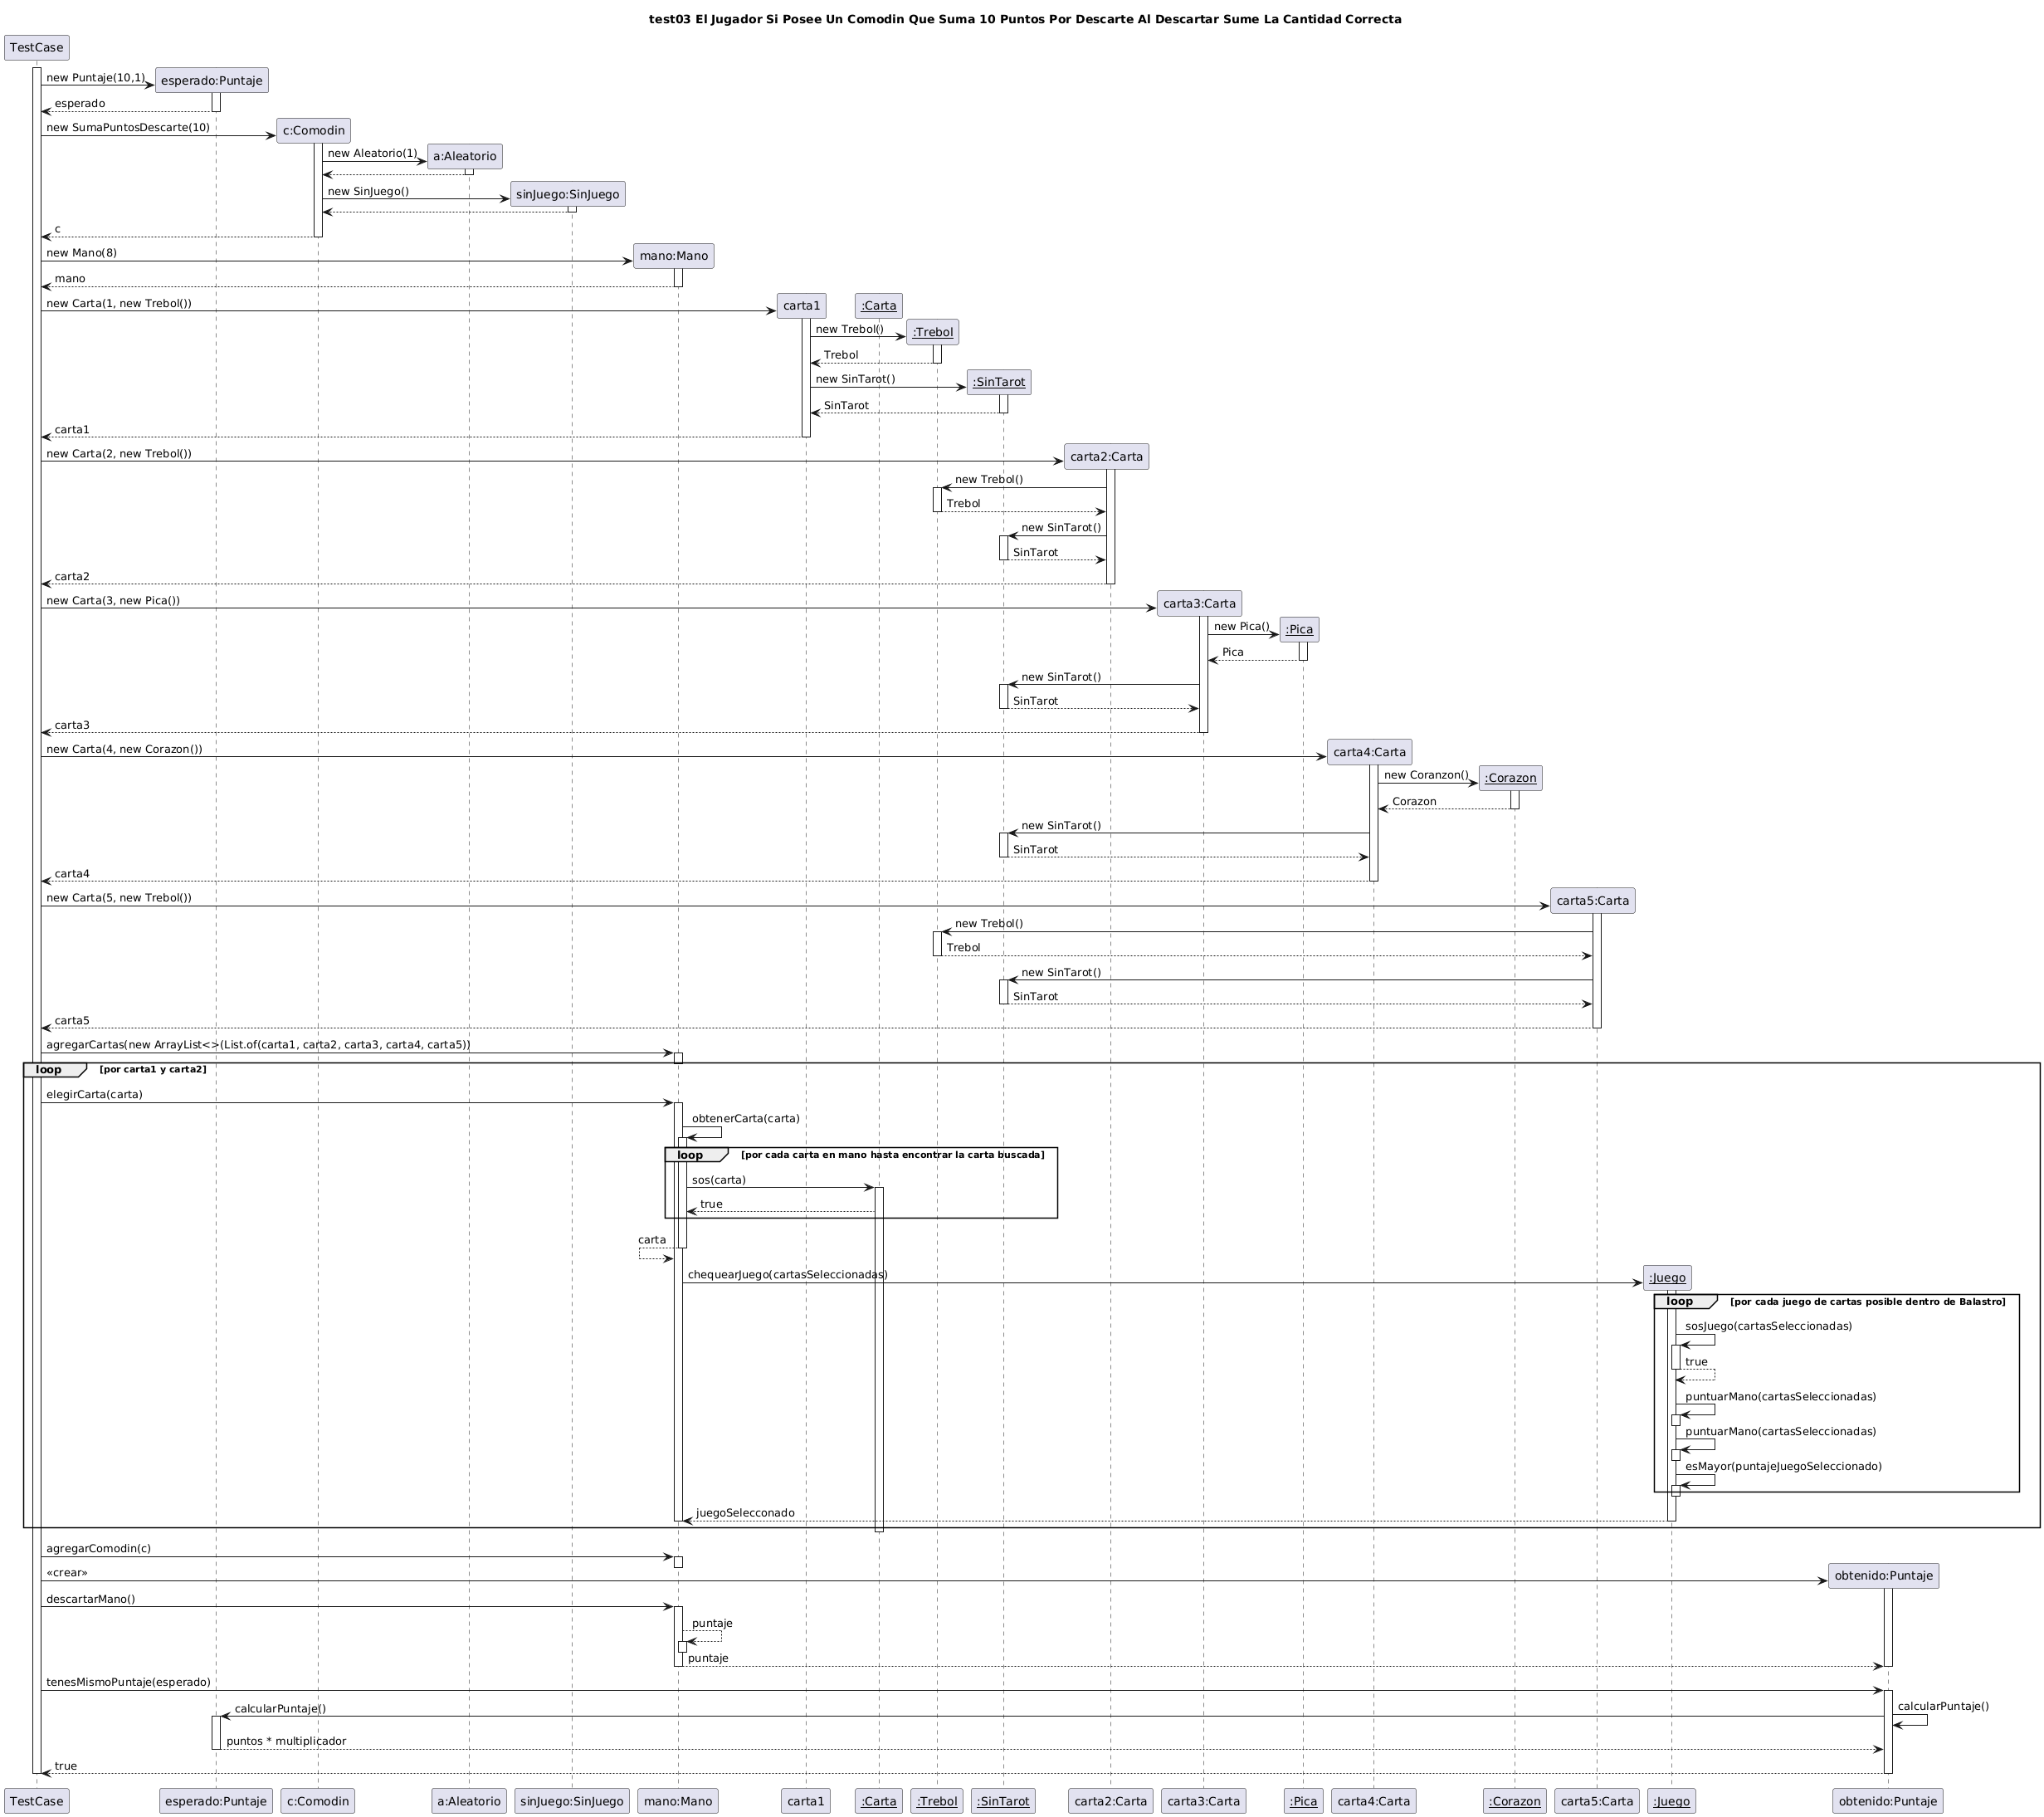 test03 El Jugador Si Posee Un Comodin Que Suma 10 Puntos Por Descarte Al Descartar Sume La Cantidad Correcta
TestCase
new Puntaje(10,1)
esperado:Puntaje
esperado
new SumaPuntosDescarte(10)
c:Comodin
new Aleatorio(1)
a:Aleatorio
new SinJuego()
sinJuego:SinJuego
c
new Mano(8)
mano:Mano
mano
new Carta(1, new Trebol())
carta1
:Carta
new Trebol()
:Trebol
Trebol
new SinTarot()
:SinTarot
SinTarot
carta1
new Carta(2, new Trebol())
carta2:Carta
new Trebol()
Trebol
new SinTarot()
SinTarot
carta2
new Carta(3, new Pica())
carta3:Carta
new Pica()
:Pica
Pica
new SinTarot()
SinTarot
carta3
new Carta(4, new Corazon())
carta4:Carta
new Coranzon()
:Corazon
Corazon
new SinTarot()
SinTarot
carta4
new Carta(5, new Trebol())
carta5:Carta
new Trebol()
Trebol
new SinTarot()
SinTarot
carta5
agregarCartas(new ArrayList<>(List.of(carta1, carta2, carta3, carta4, carta5))
loop [por carta1 y carta2]
elegirCarta(carta)
obtenerCarta(carta)
loop [por cada carta en mano hasta encontrar la carta buscada]
sos(carta)
true
carta
chequearJuego(cartasSeleccionadas)
:Juego
loop [por cada juego de cartas posible dentro de Balastro]
sosJuego(cartasSeleccionadas)
true
puntuarMano(cartasSeleccionadas)
puntuarMano(cartasSeleccionadas)
esMayor(puntajeJuegoSeleccionado)
juegoSelecconado
agregarComodin(c)
«crear»
obtenido:Puntaje
descartarMano()
puntaje
puntaje
tenesMismoPuntaje(esperado)
calcularPuntaje()
calcularPuntaje()
puntos * multiplicador
true
TestCase
esperado:Puntaje
c:Comodin
a:Aleatorio
sinJuego:SinJuego
mano:Mano
carta1
:Carta
:Trebol
:SinTarot
carta2:Carta
carta3:Carta
:Pica
carta4:Carta
:Corazon
carta5:Carta
:Juego
obtenido:Puntaje